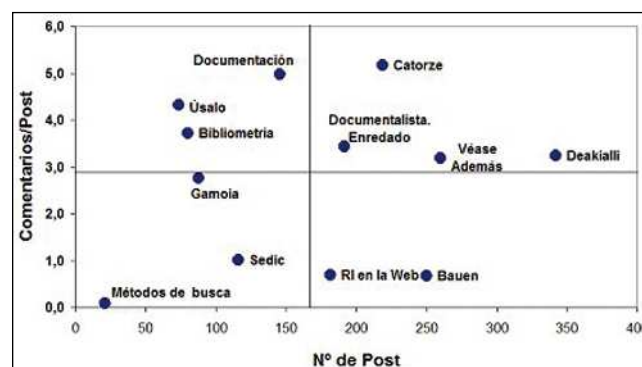 6,0
5,0
4,0
3,0
2,0
1,0
0,0
Comentarios/Post
Documentación
Catorze
Úsalo
Bibliometria
Documentalista.
Enredado
Véase
Además
Deakialli
Gamoia
Sedic
RI en la Web
Bauen
Métodos de busca
0
50
100
150
200
250
300
350
400
Nº de Post